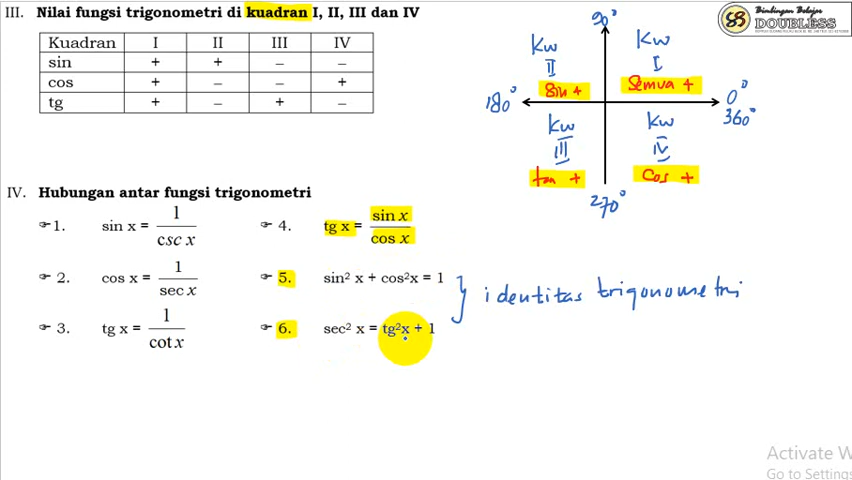 III. Nilai fungsi trigonometri di kuadran I, II, III dan IV
Kuadran I II III IV
sin + + – –
cos + – – +
tg + – + –
Bimbingan Belajar
DOUBLESS
90°
Kw II
sin +
Kw I
semua +
180°
0°
360°
Kw III
tan +
Kw IV
cos +
270°
IV. Hubungan antar fungsi trigonometri
☞1. sin x = 1 / csc x
☞ 4. tg x = sin x / cos x
☞ 2. cos x = 1 / sec x
☞ 5. sin² x + cos²x = 1
☞ 3. tg x = 1 / cot x
☞ 6. sec² x = tg²x + 1
} identitas trigonometri
Activate W
Go to Settings